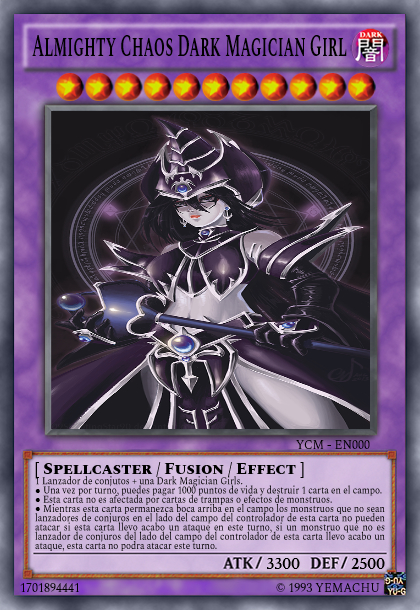 ALMIGHTY CHAOS DARK MAGICIAN GIRL
DARK
闇
YCM - EN000
[ SPELLCASTER / FUSION / EFFECT ]
1 Lanzador de conjutos + una Dark Magician Girls.
● Una vez por turno, puedes pagar 1000 puntos de vida y destruir 1 carta en el campo.
● Esta carta no es afectada por cartas de trampas o efectos de monstruos.
● Mientras esta carta permanezca boca arriba en el campo los monstruos que no sean
lanzadores de conjuros en el lado del campo del controlador de esta carta no pueden
atacar si esta carta llevo acabo un ataque en este turno, si un monstruo que no es
lanzador de conjuros del lado del campo del controlador de esta carta llevo acabo un
ataque, esta carta no podra atacar este turno.
ATK / 3300 DEF / 2500
1701894441
© 1993 YEMACHU